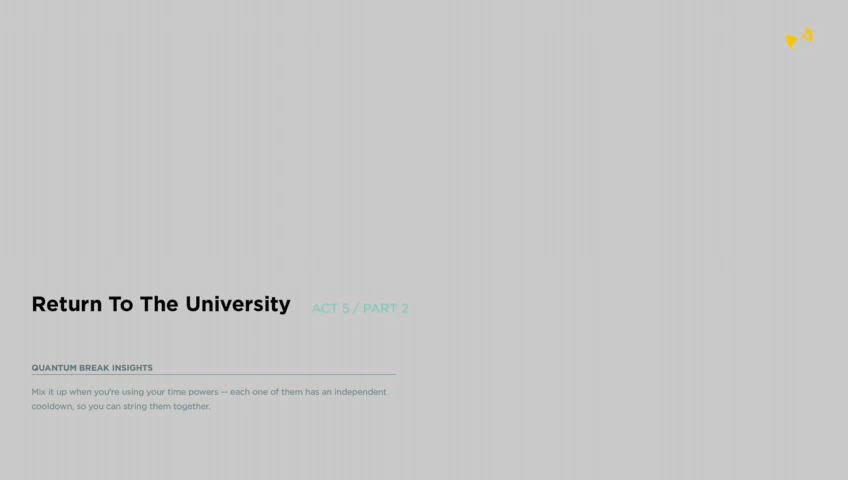 Return To The University ACT 5 / PART 2
QUANTUM BREAK INSIGHTS
Mix it up when you're using your time powers -- each one of them has an independent
cooldown, so you can string them together.